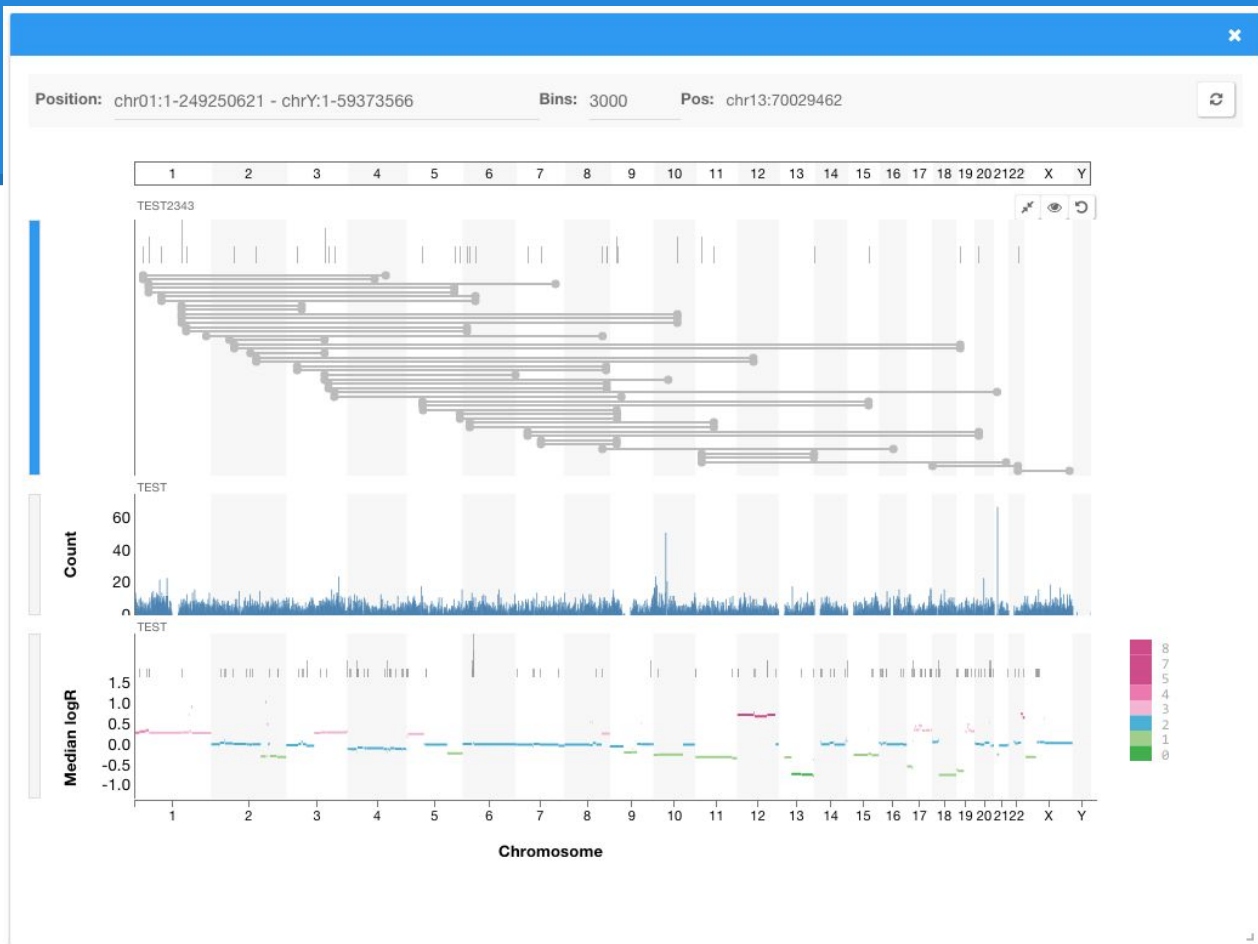 Position: chr01:1-249250621 - chrY:1-59373566 Bins: 3000 Pos: chr13:70029462
1 2 3 4 5 6 7 8 9 10 11 12 13 14 15 16 17 18 19 20 21 22 X Y
TEST2343
TEST
Count
60
40
20
0
TEST
Median logR
1.5
1.0
0.5
0.0
-0.5
-1.0
8
7
5
4
3
2
1
0
1 2 3 4 5 6 7 8 9 10 11 12 13 14 15 16 17 18 19 20 21 22 X Y
Chromosome